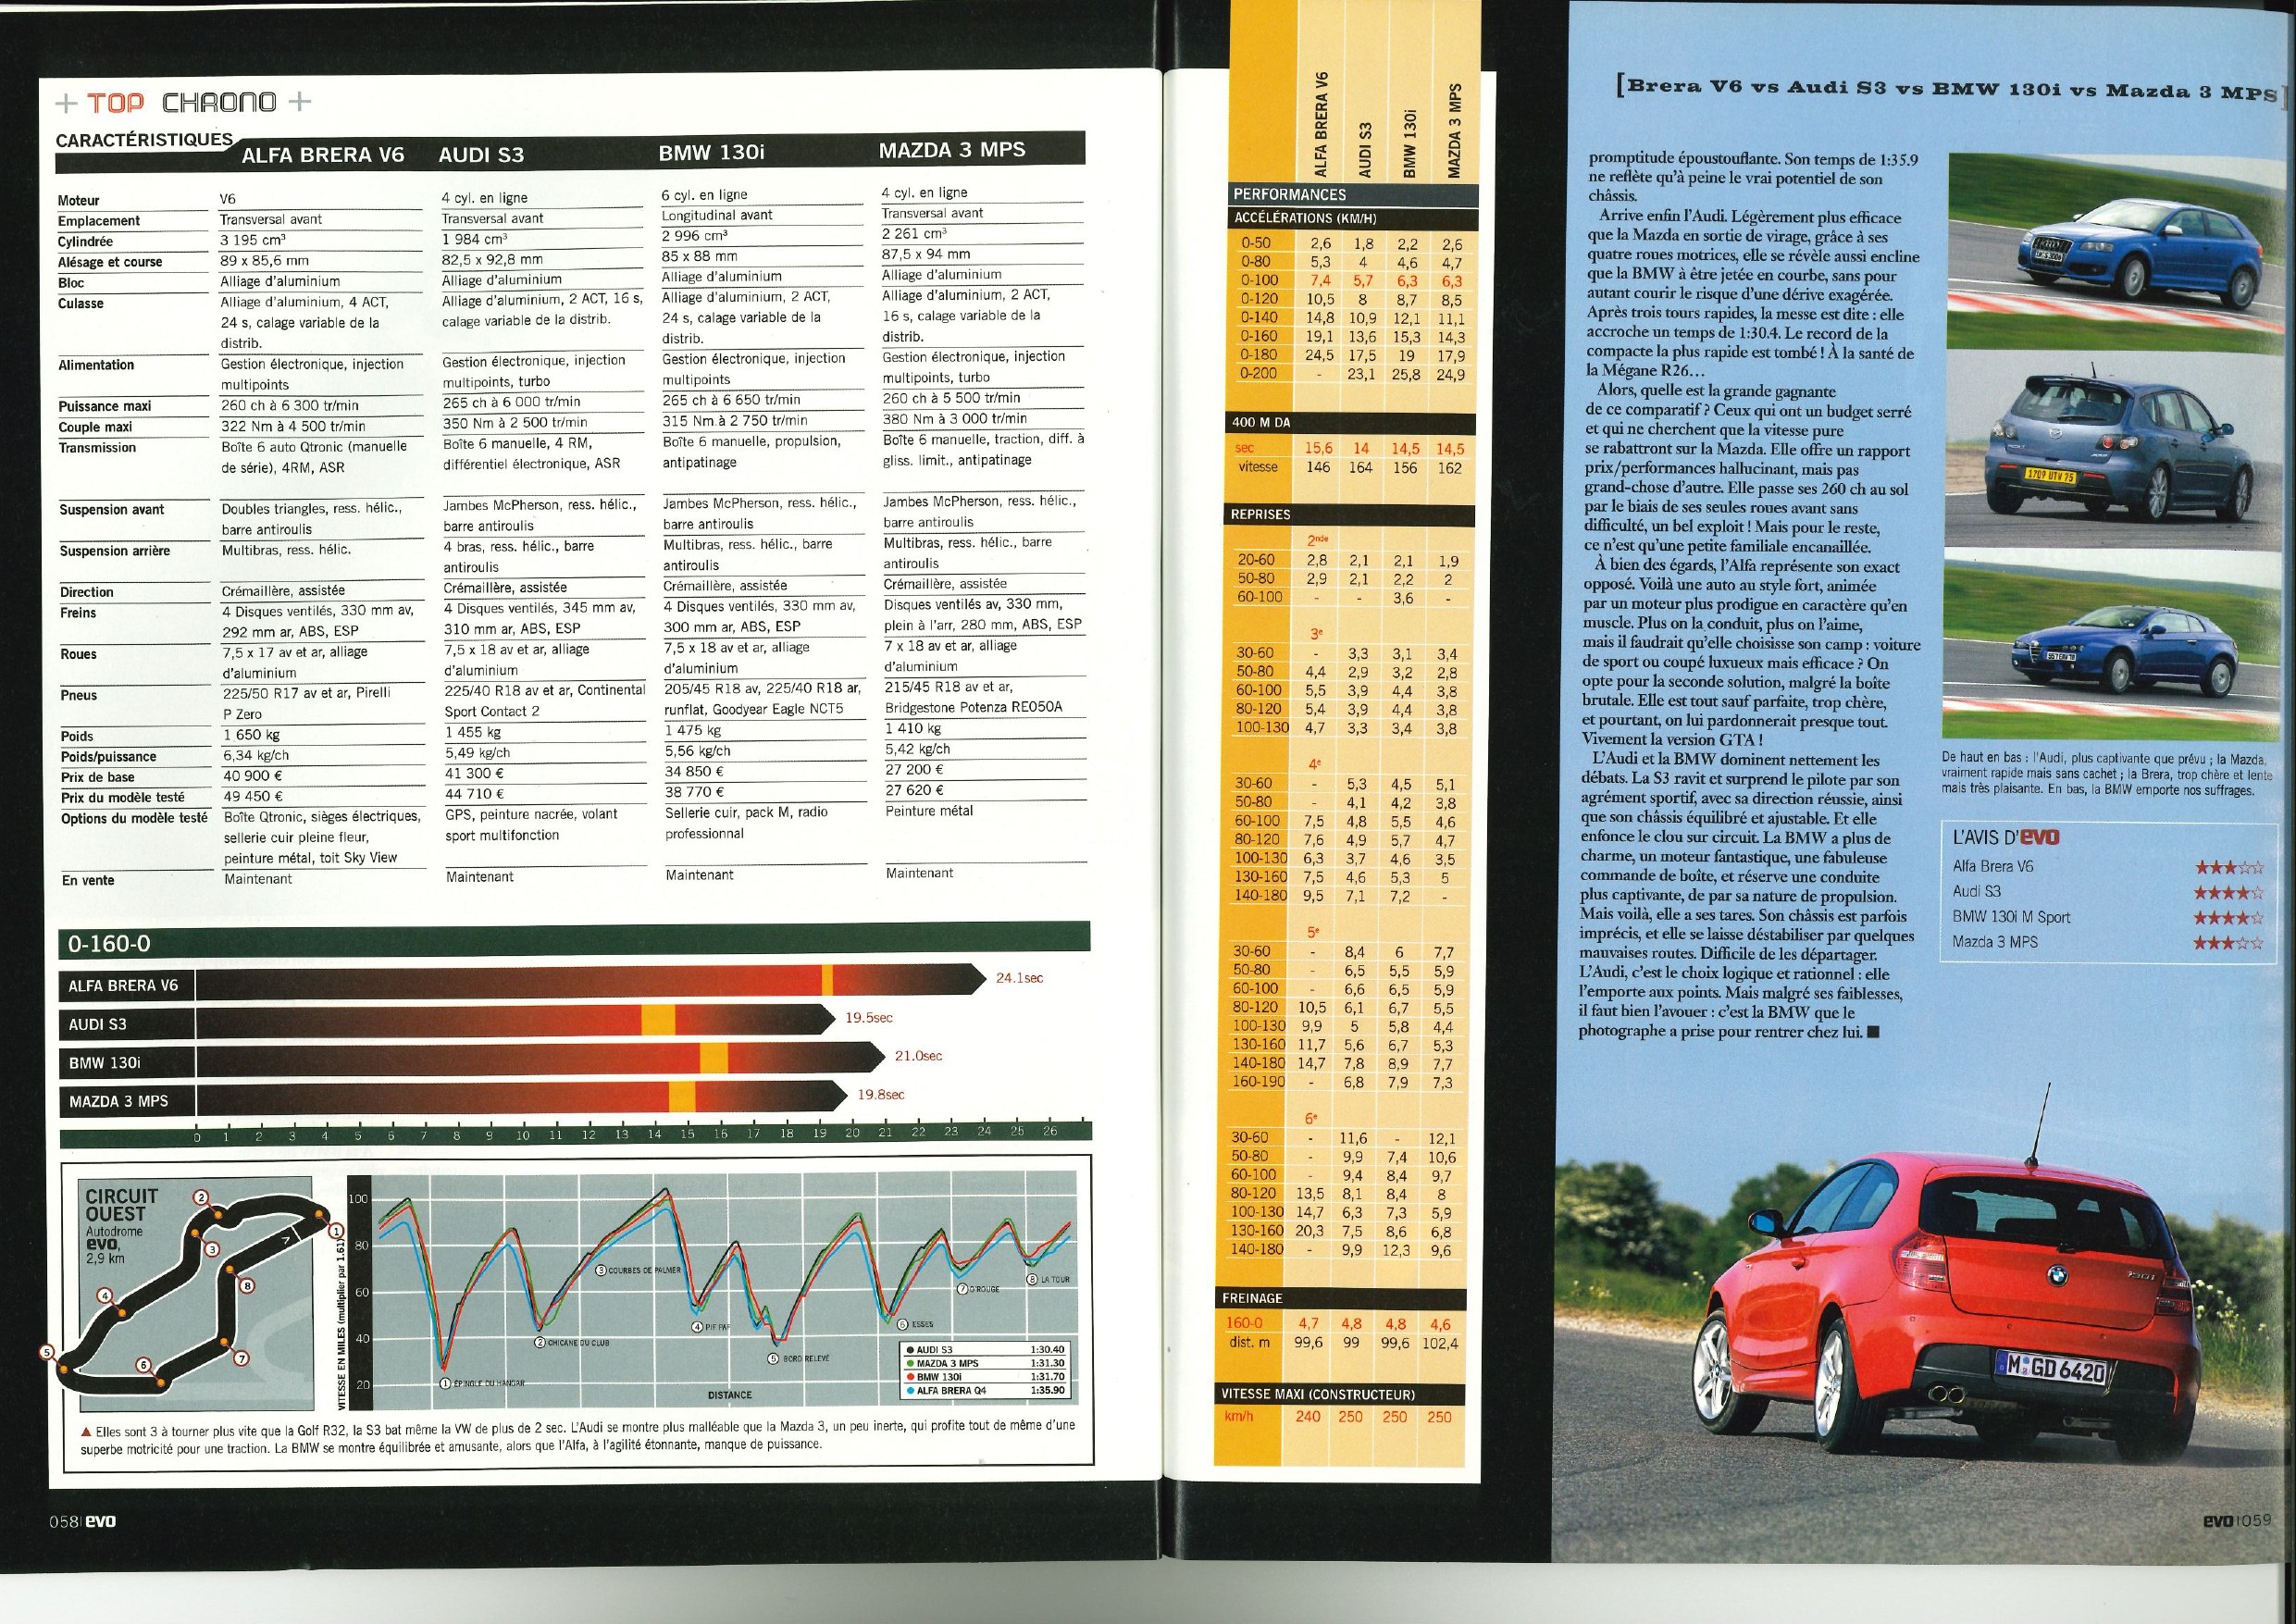 + TOP CHRONO +
CARACTÉRISTIQUES
ALFA BRERA V6 AUDI S3 BMW 130i MAZDA 3 MPS
Moteur V6 4 cyl. en ligne 6 cyl. en ligne 4 cyl. en ligne
Emplacement Transversal avant Transversal avant Longitudinal avant Transversal avant
Cylindrée 3 195 cm³ 1 984 cm³ 2 996 cm³ 2 261 cm³
Alésage et course 89 x 85,6 mm 82,5 x 92,8 mm 85 x 88 mm 87,5 x 94 mm
Bloc Alliage d'aluminium Alliage d'aluminium Alliage d'aluminium Alliage d'aluminium
Culasse Alliage d'aluminium, 4 ACT, Alliage d'aluminium, 2 ACT, 16 s, Alliage d'aluminium, 2 ACT, Alliage d'aluminium, 2 ACT,
24 s, calage variable de la calage variable de la distrib. 24 s, calage variable de la 16 s, calage variable de la
distrib. distrib. distrib.
Alimentation Gestion électronique, injection Gestion électronique, injection Gestion électronique, injection Gestion électronique, injection
multipoints multipoints, turbo multipoints multipoints, turbo
Puissance maxi 260 ch à 6 300 tr/min 265 ch à 6 000 tr/min 265 ch à 6 650 tr/min 260 ch à 5 500 tr/min
Couple maxi 322 Nm à 4 500 tr/min 350 Nm à 2 500 tr/min 315 Nm à 2 750 tr/min 380 Nm à 3 000 tr/min
Transmission Boîte 6 auto Qtronic (manuelle Boîte 6 manuelle, 4 RM, Boîte 6 manuelle, propulsion, Boîte 6 manuelle, traction, diff. à
de série), 4RM, ASR différentiel électronique, ASR antipatinage gliss. limit., antipatinage
Suspension avant Doubles triangles, ress. hélic., Jambes McPherson, ress. hélic., Jambes McPherson, ress. hélic., Jambes McPherson, ress. hélic.,
barre antiroulis barre antiroulis barre antiroulis barre antiroulis
Suspension arrière Multibras, ress. hélic. 4 bras, ress. hélic., barre Multibras, ress. hélic., barre Multibras, ress. hélic., barre
antiroulis antiroulis antiroulis
Direction Crémaillère, assistée Crémaillère, assistée Crémaillère, assistée Crémaillère, assistée
Freins 4 Disques ventilés, 330 mm av, 4 Disques ventilés, 345 mm av, 4 Disques ventilés, 330 mm av, Disques ventilés av, 330 mm,
292 mm ar, ABS, ESP 310 mm ar, ABS, ESP 300 mm ar, ABS, ESP plein à l'arr, 280 mm, ABS, ESP
Roues 7,5 x 17 av et ar, alliage 7,5 x 18 av et ar, alliage 7,5 x 18 av et ar, alliage 7 x 18 av et ar, alliage
d'aluminium d'aluminium d'aluminium d'aluminium
Pneus 225/50 R17 av et ar, Pirelli 225/40 R18 av et ar, Continental 205/45 R18 av, 225/40 R18 ar, 215/45 R18 av et ar,
P Zero Sport Contact 2 runflat, Goodyear Eagle NCT5 Bridgestone Potenza RE050A
Poids 1 650 kg 1 455 kg 1 475 kg 1 410 kg
Poids/puissance 6,34 kg/ch 5,49 kg/ch 5,56 kg/ch 5,42 kg/ch
Prix de base 40 900 € 41 300 € 34 850 € 27 200 €
Prix du modèle testé 49 450 € 44 710 € 38 770 € 27 620 €
Options du modèle testé Boîte Qtronic, sièges électriques, GPS, peinture nacrée, volant Sellerie cuir, pack M, radio Peinture métal
sellerie cuir pleine fleur, sport multifonction professionnal
peinture métal, toit Sky View
En vente Maintenant Maintenant Maintenant Maintenant
0-160-0
ALFA BRERA V6 24.1sec
AUDI S3 19.5sec
BMW 130i 21.0sec
MAZDA 3 MPS 19.8sec
0 1 2 3 4 5 6 7 8 9 10 11 12 13 14 15 16 17 18 19 20 21 22 23 24 25 26
CIRCUIT
OUEST
Autodrome
evo,
2,9 km
1
2
3
4
5
6
7
8
VITESSE EN MILES (multiplier par 1.61)
100
80
60
40
20
1 ÉPINGLE DU HANGAR
2 CHICANE DU CLUB
3 COURBES DE PALMER
4 PIF PAF
5 BORD RELEVÉ
6 ESSES
7 O'ROUGE
8 LA TOUR
DISTANCE
AUDI S3 1:30.40
MAZDA 3 MPS 1:31.30
BMW 130i 1:31.70
ALFA BRERA Q4 1:35.90
▲ Elles sont 3 à tourner plus vite que la Golf R32, la S3 bat même la VW de plus de 2 sec. L'Audi se montre plus malléable que la Mazda 3, un peu inerte, qui profite tout de même d'une
superbe motricité pour une traction. La BMW se montre équilibrée et amusante, alors que l'Alfa, à l'agilité étonnante, manque de puissance.
058 evo
ALFA BRERA V6 AUDI S3 BMW 130i MAZDA 3 MPS
PERFORMANCES
ACCÉLÉRATIONS (KM/H)
0-50 2,6 1,8 2,2 2,6
0-80 5,3 4 4,6 4,7
0-100 7,4 5,7 6,3 6,3
0-120 10,5 8 8,7 8,5
0-140 14,8 10,9 12,1 11,1
0-160 19,1 13,6 15,3 14,3
0-180 24,5 17,5 19 17,9
0-200 - 23,1 25,8 24,9
400 M DA
sec 15,6 14 14,5 14,5
vitesse 146 164 156 162
REPRISES
2nde
20-60 2,8 2,1 2,1 1,9
50-80 2,9 2,1 2,2 2
60-100 - - 3,6 -
3e
30-60 - 3,3 3,1 3,4
50-80 4,4 2,9 3,2 2,8
60-100 5,5 3,9 4,4 3,8
80-120 5,4 3,9 4,4 3,8
100-130 4,7 3,3 3,4 3,8
4e
30-60 - 5,3 4,5 5,1
50-80 - 4,1 4,2 3,8
60-100 7,5 4,8 5,5 4,6
80-120 7,6 4,9 5,7 4,7
100-130 6,3 3,7 4,6 3,5
130-160 7,5 4,6 5,3 5
140-180 9,5 7,1 7,2 -
5e
30-60 - 8,4 6 7,7
50-80 - 6,5 5,5 5,9
60-100 - 6,6 6,5 5,9
80-120 10,5 6,1 6,7 5,5
100-130 9,9 5 5,8 4,4
130-160 11,7 5,6 6,7 5,3
140-180 14,7 7,8 8,9 7,7
160-190 - 6,8 7,9 7,3
6e
30-60 - 11,6 - 12,1
50-80 - 9,9 7,4 10,6
60-100 - 9,4 8,4 9,7
80-120 13,5 8,1 8,4 8
100-130 14,7 6,3 7,3 5,9
130-160 20,3 7,5 8,6 6,8
140-180 - 9,9 12,3 9,6
FREINAGE
160-0 4,7 4,8 4,8 4,6
dist. m 99,6 99 99,6 102,4
VITESSE MAXI (CONSTRUCTEUR)
km/h 240 250 250 250
[Brera V6 vs Audi S3 vs BMW 130i vs Mazda 3 MPS]
promptitude époustouflante. Son temps de 1:35.9
ne reflète qu'à peine le vrai potentiel de son
châssis.
Arrive enfin l'Audi. Légèrement plus efficace
que la Mazda en sortie de virage, grâce à ses
quatre roues motrices, elle se révèle aussi encline
que la BMW à être jetée en courbe, sans pour
autant courir le risque d'une dérive exagérée.
Après trois tours rapides, la messe est dite : elle
accroche un temps de 1:30.4. Le record de la
compacte la plus rapide est tombé ! À la santé de
la Mégane R26...
Alors, quelle est la grande gagnante
de ce comparatif ? Ceux qui ont un budget serré
et qui ne cherchent que la vitesse pure
se rabattront sur la Mazda. Elle offre un rapport
prix/performances hallucinant, mais pas
grand-chose d'autre. Elle passe ses 260 ch au sol
par le biais de ses seules roues avant sans
difficulté, un bel exploit ! Mais pour le reste,
ce n'est qu'une petite familiale encanaillée.
À bien des égards, l'Alfa représente son exact
opposé. Voilà une auto au style fort, animée
par un moteur plus prodigue en caractère qu'en
muscle. Plus on la conduit, plus on l'aime,
mais il faudrait qu'elle choisisse son camp : voiture
de sport ou coupé luxueux mais efficace ? On
opte pour la seconde solution, malgré la boîte
brutale. Elle est tout sauf parfaite, trop chère,
et pourtant, on lui pardonnerait presque tout.
Vivement la version GTA !
L'Audi et la BMW dominent nettement les
débats. La S3 ravit et surprend le pilote par son
agrément sportif, avec sa direction réussie, ainsi
que son châssis équilibré et ajustable. Et elle
enfonce le clou sur circuit. La BMW a plus de
charme, un moteur fantastique, une fabuleuse
commande de boîte, et réserve une conduite
plus captivante, de par sa nature de propulsion.
Mais voilà, elle a ses tares. Son châssis est parfois
imprécis, et elle se laisse déstabiliser par quelques
mauvaises routes. Difficile de les départager.
L'Audi, c'est le choix logique et rationnel : elle
l'emporte aux points. Mais malgré ses faiblesses,
il faut bien l'avouer : c'est la BMW que le
photographe a prise pour rentrer chez lui. ■
1709 UTV 75
De haut en bas : l'Audi, plus captivante que prévu ; la Mazda,
vraiment rapide mais sans cachet ; la Brera, trop chère et lente
mais très plaisante. En bas, la BMW emporte nos suffrages.
L'AVIS D'evo
Alfa Brera V6 ★★★☆☆
Audi S3 ★★★★☆
BMW 130i M Sport ★★★★☆
Mazda 3 MPS ★★★☆☆
130i
M GD 6420
evo 059